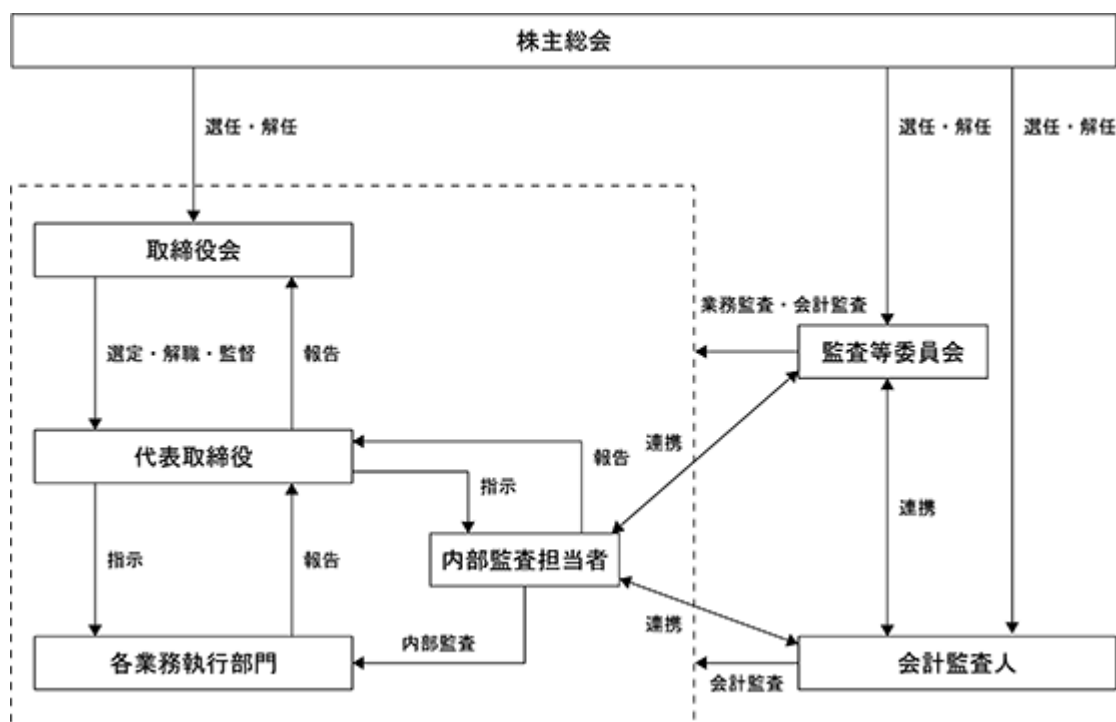 株主総会
選任・解任
選任・解任
選任・解任
取締役会
業務監査・会計監査
監査等委員会
選定・解職・監督
報告
代表取締役
連携
報告
指示
連携
内部監査担当者
指示
報告
連携
内部監査
各業務執行部門
会計監査人
会計監査